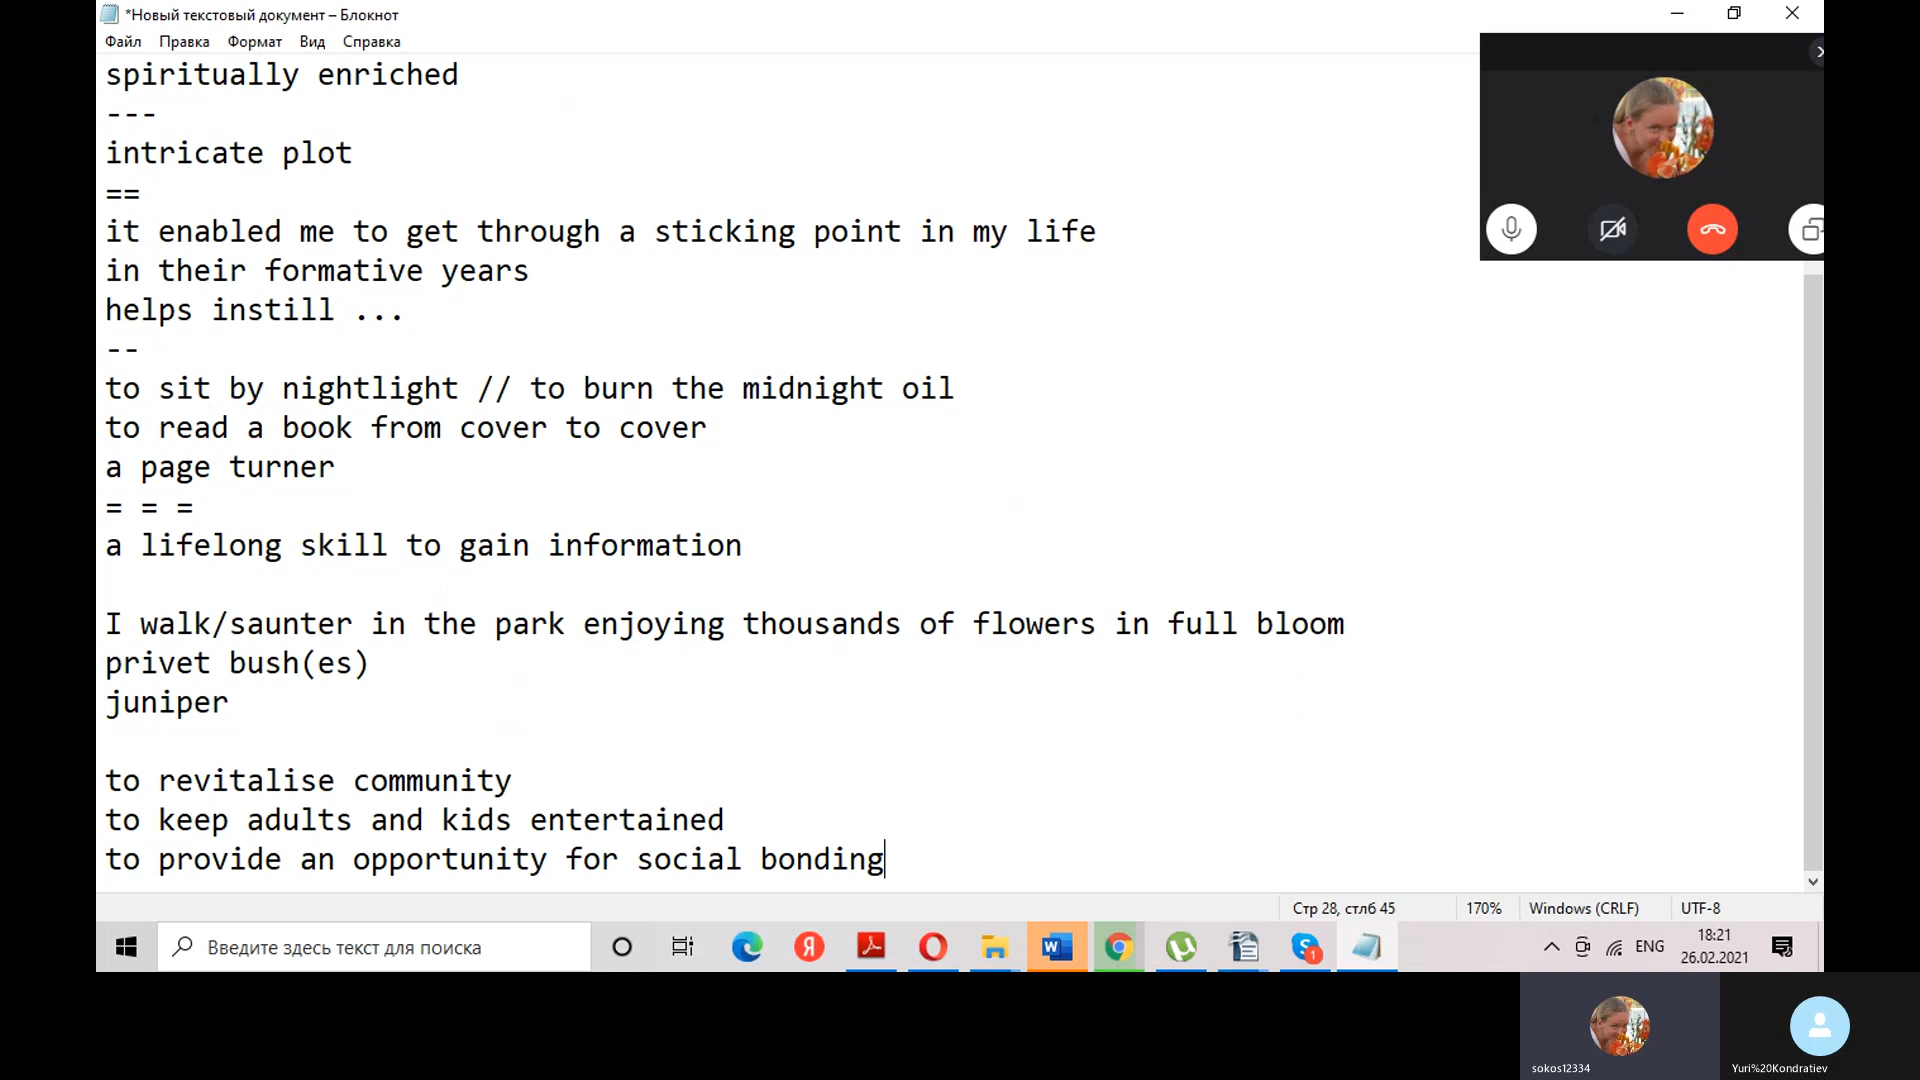 *Новый текстовый документ – Блокнот
Файл Правка Формат Вид Справка
spiritually enriched
---
intricate plot
==
it enabled me to get through a sticking point in my life
in their formative years
helps instill ...
--
to sit by nightlight // to burn the midnight oil
to read a book from cover to cover
a page turner
= = =
a lifelong skill to gain information
I walk/saunter in the park enjoying thousands of flowers in full bloom
privet bush(es)
juniper
to revitalise community
to keep adults and kids entertained
to provide an opportunity for social bonding
Стр 28, стлб 45 170% Windows (CRLF) UTF-8
Введите здесь текст для поиска
1
ENG
18:21
26.02.2021
sokos12334
Yuri%20Kondratiev